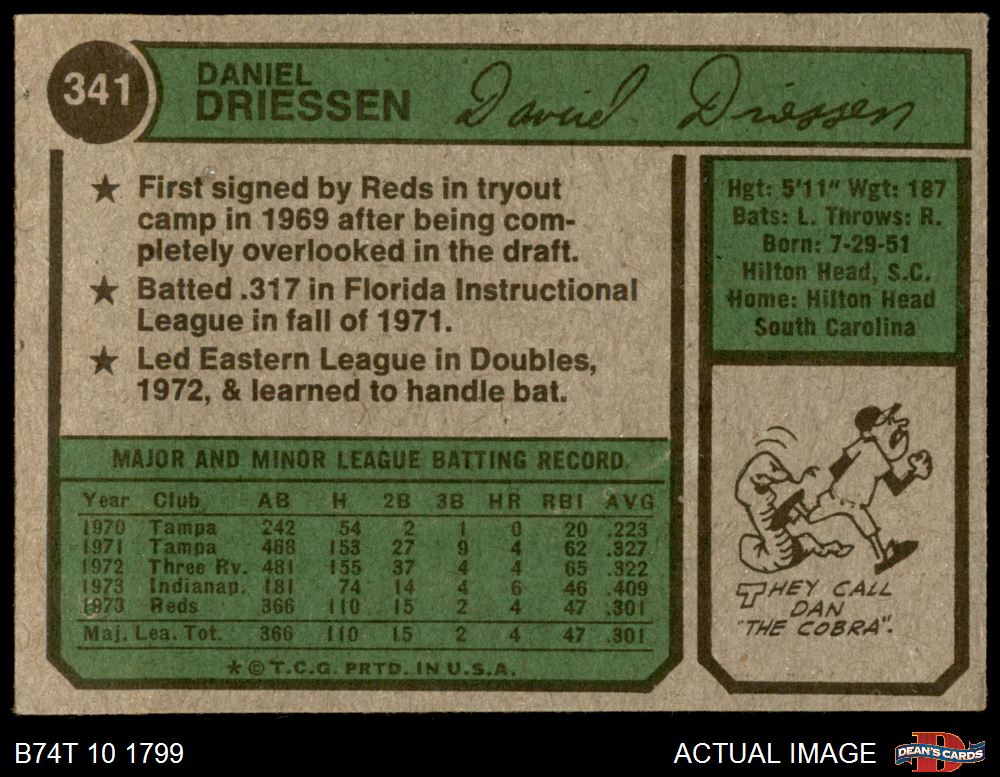 341
DANIEL
DRIESSEN
Daniel Driessen
★ First signed by Reds in tryout
camp in 1969 after being com-
pletely overlooked in the draft.
★ Batted .317 in Florida Instructional
League in fall of 1971.
★ Led Eastern League in Doubles,
1972, & learned to handle bat.
Hgt: 5'11" Wgt: 187
Bats: L. Throws: R.
Born: 7-29-51
Hilton Head, S.C.
Home: Hilton Head
South Carolina
MAJOR AND MINOR LEAGUE BATTING RECORD
Year Club AB H 2B 3B HR RBI AVG
1970 Tampa 242 54 2 1 0 20 .223
1971 Tampa 468 153 27 9 4 62 .327
1972 Three Rv. 481 155 37 4 4 65 .322
1973 Indianap. 181 74 14 4 6 46 .409
1973 Reds 366 110 15 2 4 47 .301
Maj. Lea. Tot. 366 110 15 2 4 47 .301
★ © T.C.G. PRTD. IN U.S.A.
THEY CALL
DAN
"THE COBRA".
B74T 10 1799
ACTUAL IMAGE
D
DEAN'S CARDS